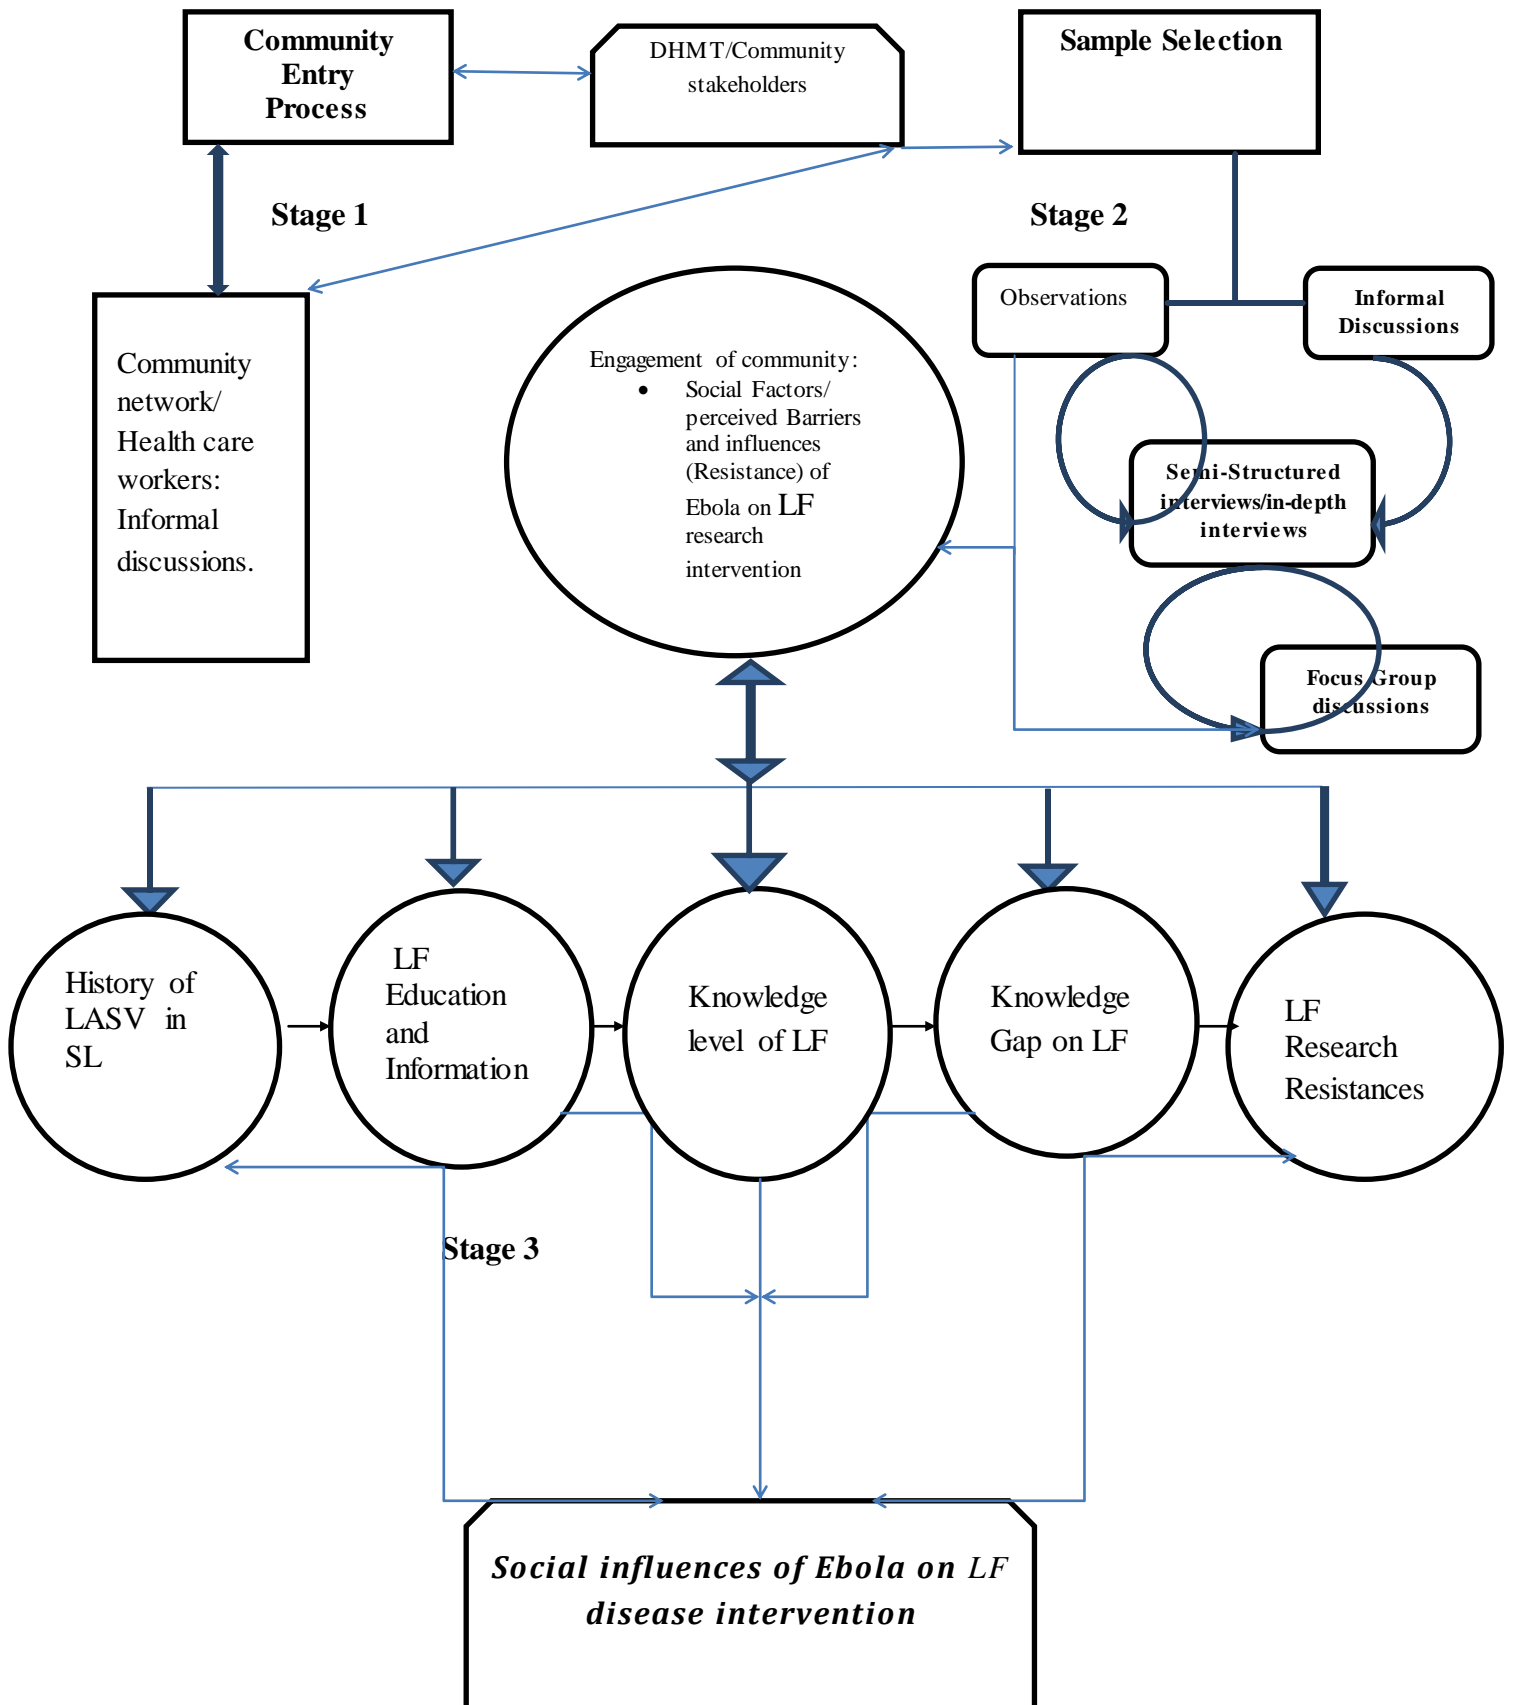 Community
Entry
Process
DHMT/Community
stakeholders
Sample Selection
Stage 1
Stage 2
Community
network/
Health care
workers:
Informal
discussions.
Engagement of community:
• Social Factors/
perceived Barriers
and influences
(Resistance) of
Ebola on LF
research
intervention
Observations
Informal
Discussions
Semi-Structured
interviews/in-depth
interviews
Focus Group
discussions
History of
LASV in
SL
LF
Education
and
Information
Knowledge
level of LF
Knowledge
Gap on LF
LF
Research
Resistances
Stage 3
Social influences of Ebola on LF
disease intervention